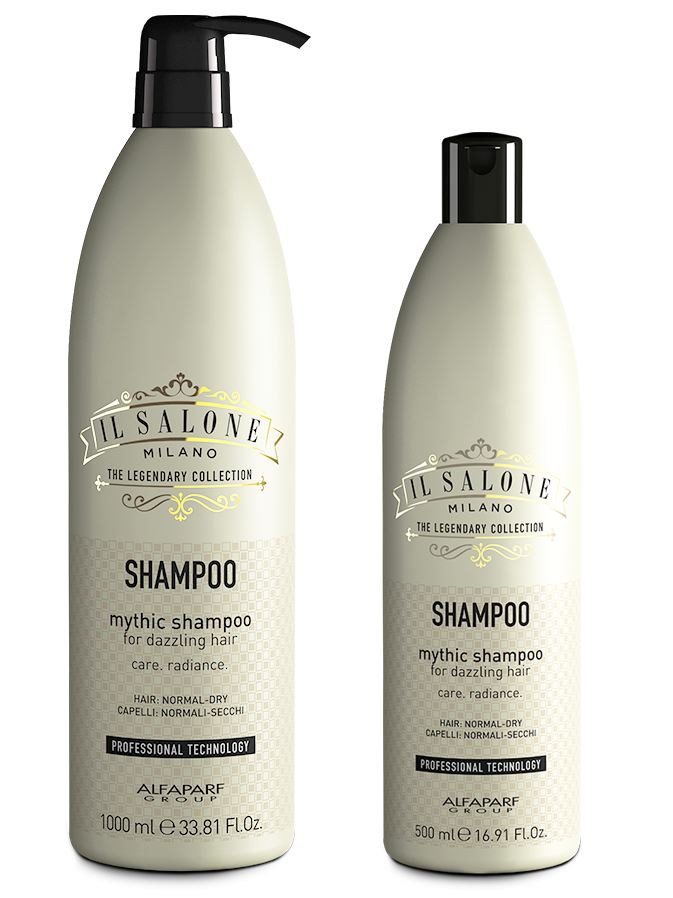 IL SALONE
MILANO
THE LEGENDARY COLLECTION
SHAMPOO
mythic shampoo
for dazzling hair
care. radiance.
HAIR: NORMAL-DRY
CAPELLI: NORMALI-SECCHI
PROFESSIONAL TECHNOLOGY
ALFAPARF
GROUP
1000 ml ℮ 33.81 Fl.Oz.
IL SALONE
MILANO
THE LEGENDARY COLLECTION
SHAMPOO
mythic shampoo
for dazzling hair
care. radiance.
HAIR: NORMAL-DRY
CAPELLI: NORMALI-SECCHI
PROFESSIONAL TECHNOLOGY
ALFAPARF
GROUP
500 ml ℮ 16.91 Fl.Oz.